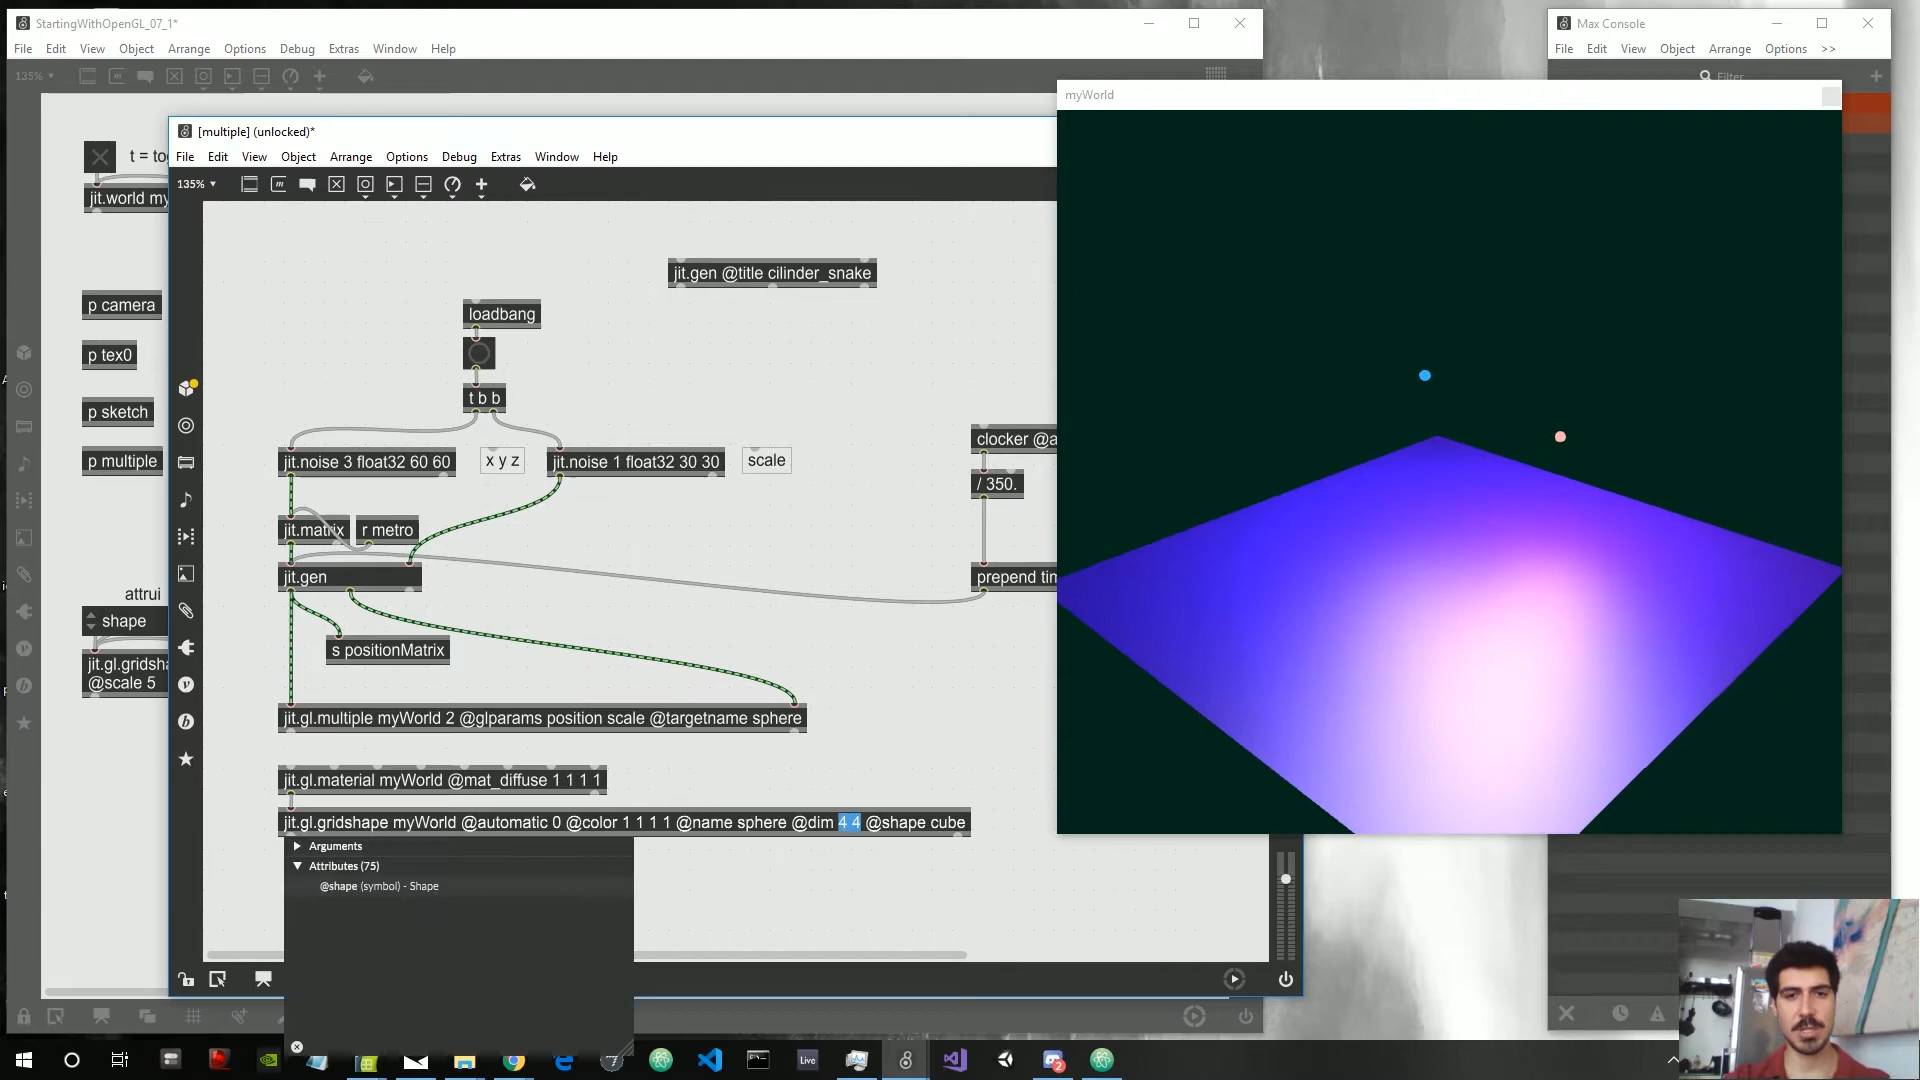 StartingWithOpenGL_07_1*
File Edit View Object Arrange Options Debug Extras Window Help
135%
t = to
jit.world my
p camera
p tex0
p sketch
p multiple
attrui
shape
jit.gl.gridsh
@scale 5
[multiple] (unlocked)*
File Edit View Object Arrange Options Debug Extras Window Help
135%
jit.gen @title cilinder_snake
loadbang
t b b
jit.noise 3 float32 60 60
x y z
jit.noise 1 float32 30 30
scale
jit.matrix
r metro
jit.gen
s positionMatrix
clocker @a
/ 350.
prepend tim
jit.gl.multiple myWorld 2 @glparams position scale @targetname sphere
jit.gl.material myWorld @mat_diffuse 1 1 1 1
jit.gl.gridshape myWorld @automatic 0 @color 1 1 1 1 @name sphere @dim 4 4 @shape cube
Arguments
Attributes (75)
@shape (symbol) - Shape
myWorld
Max Console
File Edit View Object Arrange Options >>
Filter
Live
2